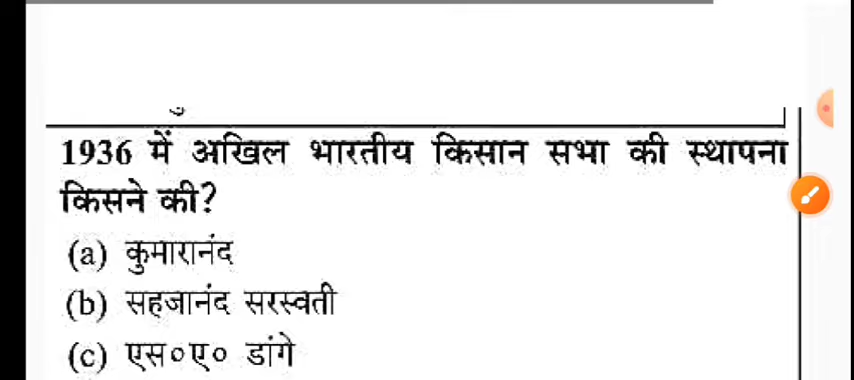 1936 में अखिल भारतीय किसान सभा की स्थापना
किसने की?
(a) कुमारानंद
(b) सहजानंद सरस्वती
(c) एस०ए० डांगे